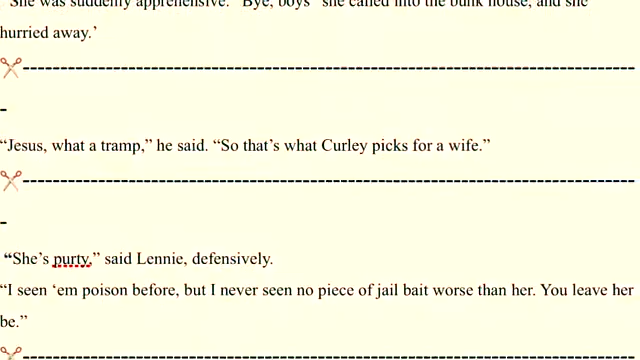 She was suddenly apprehensive. "Bye, boys" she called into the bunk house, and she
hurried away.’
-
“Jesus, what a tramp,” he said. “So that’s what Curley picks for a wife.”
-
“She’s purty,” said Lennie, defensively.
“I seen ‘em poison before, but I never seen no piece of jail bait worse than her. You leave her
be.”